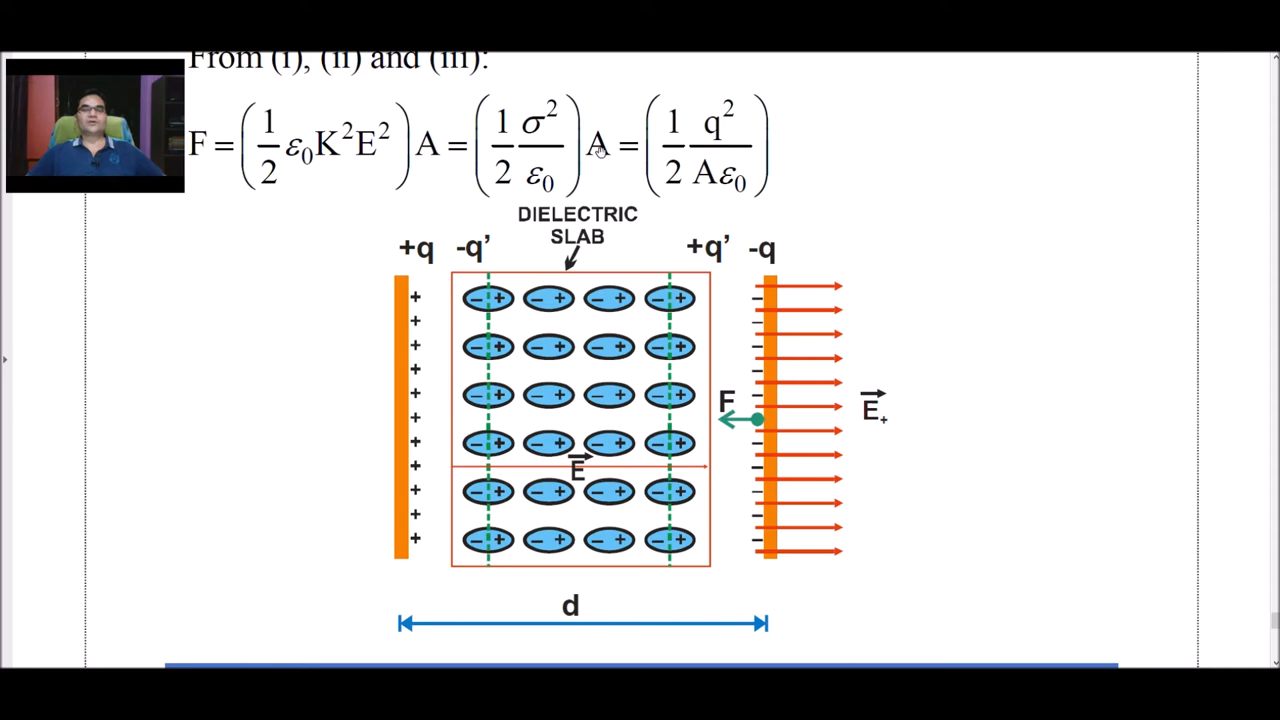 From (i), (ii) and (iii):
F = (1/2 ε₀K²E²) A = (1/2 σ²/ε₀) A = (1/2 q²/Aε₀)
DIELECTRIC
SLAB
+q -q’ +q’ -q
F
E₊
E
d